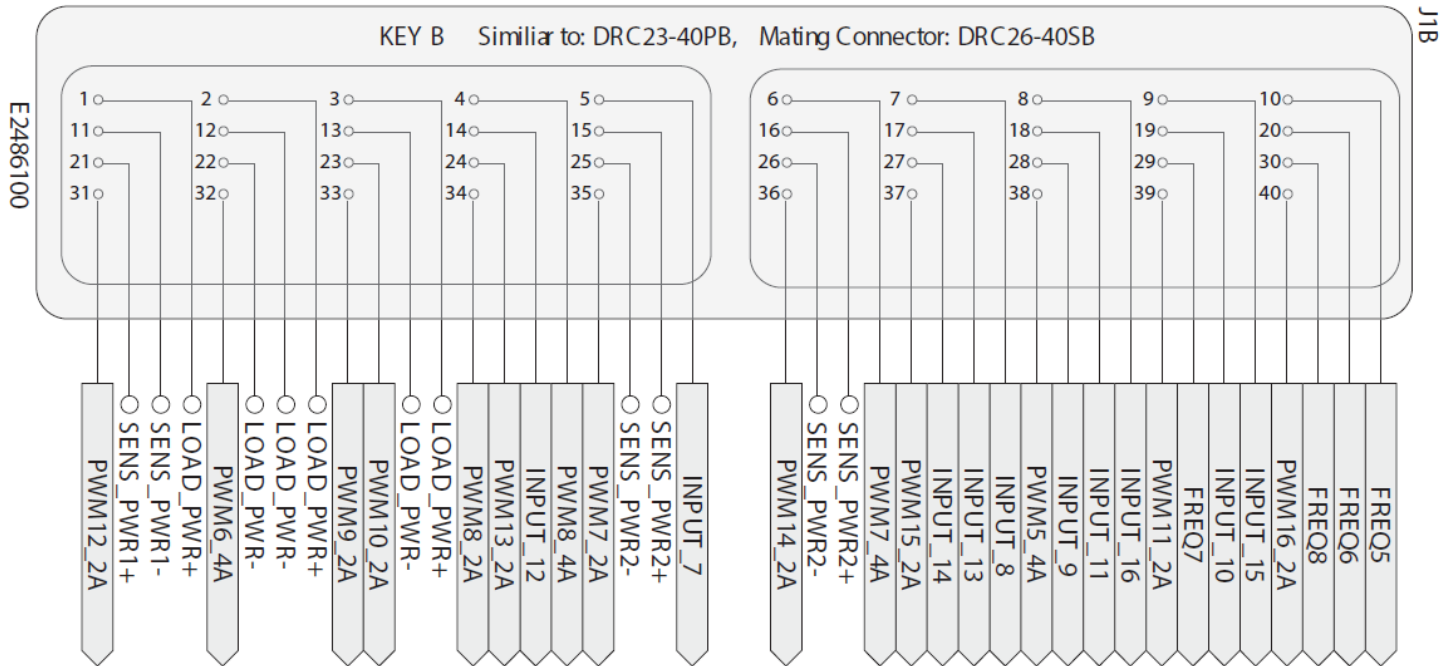 KEY B Similiar to: DRC23-40PB, Mating Connector: DRC26-40SB
J1B
E2486100
1 2 3 4 5 6 7 8 9 10
11 12 13 14 15 16 17 18 19 20
21 22 23 24 25 26 27 28 29 30
31 32 33 34 35 36 37 38 39 40
PWM12_2A
SENS_PWR1+
SENS_PWR1-
LOAD_PWR+
PWM6_4A
LOAD_PWR-
LOAD_PWR-
LOAD_PWR+
PWM9_2A
PWM10_2A
LOAD_PWR-
LOAD_PWR+
PWM8_2A
PWM13_2A
INPUT_12
PWM8_4A
PWM7_2A
SENS_PWR2-
SENS_PWR2+
INPUT_7
PWM14_2A
SENS_PWR2-
SENS_PWR2+
PWM7_4A
PWM15_2A
INPUT_14
INPUT_13
INPUT_8
PWM5_4A
INPUT_9
INPUT_11
INPUT_16
PWM11_2A
FREQ7
INPUT_10
INPUT_15
PWM16_2A
FREQ8
FREQ6
FREQ5